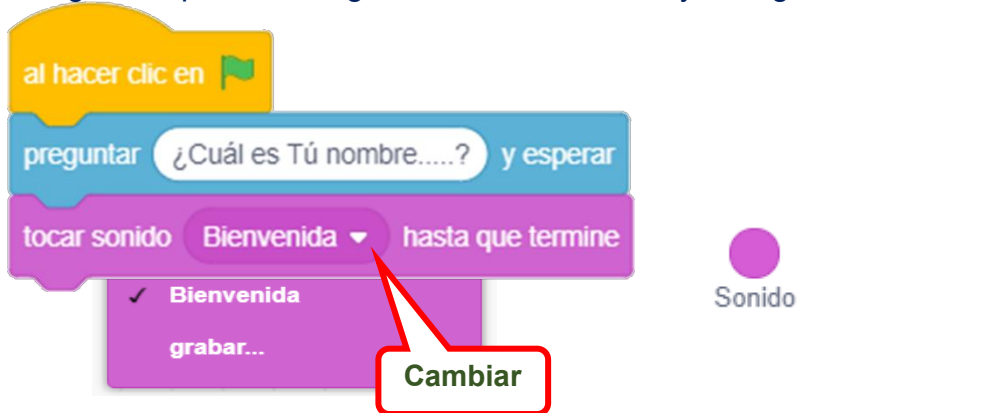 al hacer clic en
preguntar ¿Cuál es Tú nombre.....? y esperar
tocar sonido Bienvenida hasta que termine
✓ Bienvenida
grabar...
Cambiar
Sonido